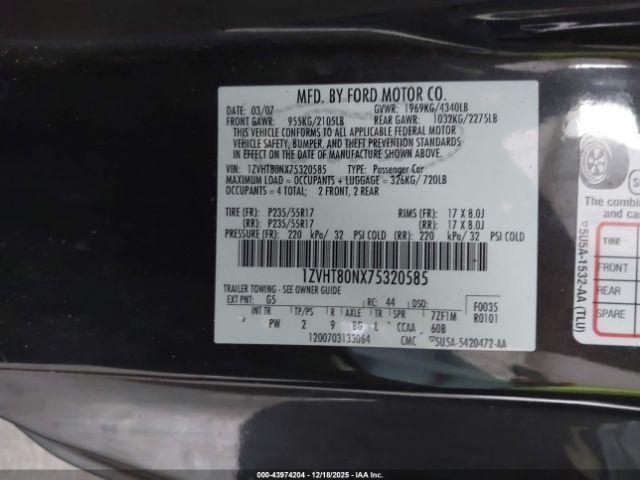 MFD. BY FORD MOTOR CO.
DATE: 03/07 GVWR: 1969KG/4340LB
FRONT GAWR: 955KG/2105LB REAR GAWR: 1032KG/2275LB
THIS VEHICLE CONFORMS TO ALL APPLICABLE FEDERAL MOTOR
VEHICLE SAFETY, BUMPER, AND THEFT PREVENTION STANDARDS
IN EFFECT ON THE DATE OF MANUFACTURE SHOWN ABOVE.
VIN: 1ZVHT80NX75320585 TYPE: Passenger Car
MAXIMUM LOAD = OCCUPANTS + LUGGAGE = 326KG/720LB
OCCUPANTS = 4 TOTAL; 2 FRONT, 2 REAR
TIRE (FR): P235/55R17 RIMS (FR): 17 X 8.0J
(RR): P235/55R17 (RR): 17 X 8.0J
PRESSURE (FR): 220 kPa/ 32 PSI COLD (RR): 220 kPa/ 32 PSI COLD
1ZVHT80NX75320585
TRAILER TOWING - SEE OWNER GUIDE
EXT PNT: G5 RC: 44 DSO: F0035
INT TR TP/PS R AXLE TR SPR 7ZF1M R0101
PW 2 9 BG L CCAA 60B
1200703133064 CMC 5U5A-5420472-AA
The combin
and car
TIRE
FRONT
REAR
SPARE
5U5A-1532-AA (TLU)
000-43974204 - 12/18/2025 - COPYRIGHT © IAA